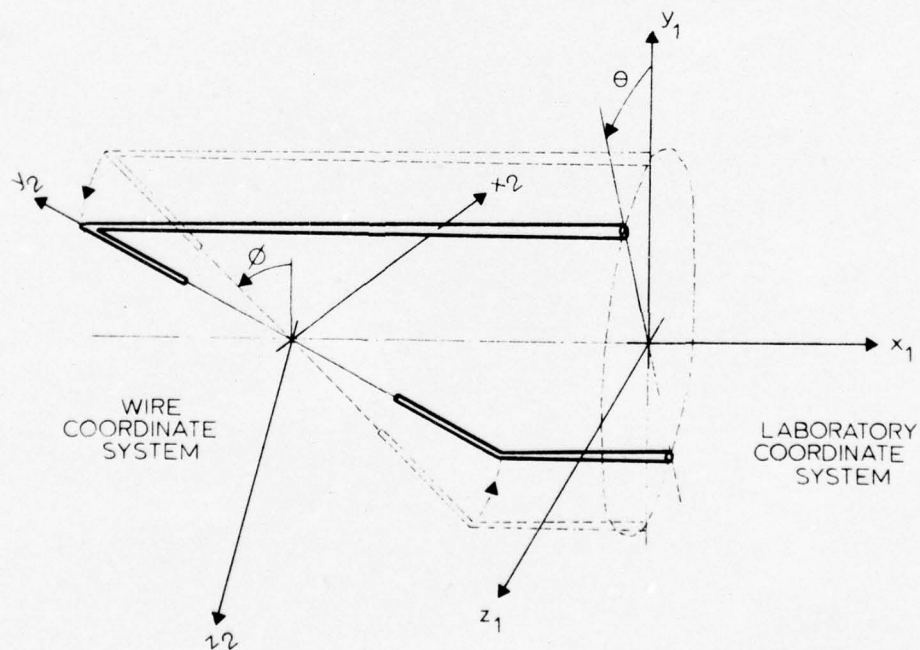 y1
θ
y2
x2
ϕ
x1
WIRE
COORDINATE
SYSTEM
LABORATORY
COORDINATE
SYSTEM
z1
z2